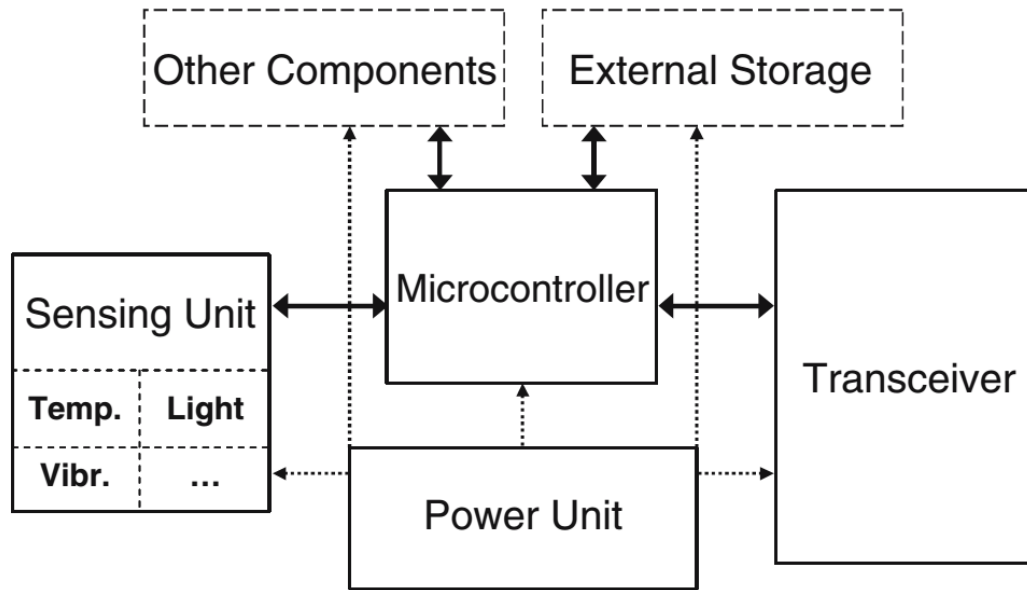 Other Components
External Storage
Microcontroller
Sensing Unit
Temp.
Light
Vibr.
...
Transceiver
Power Unit